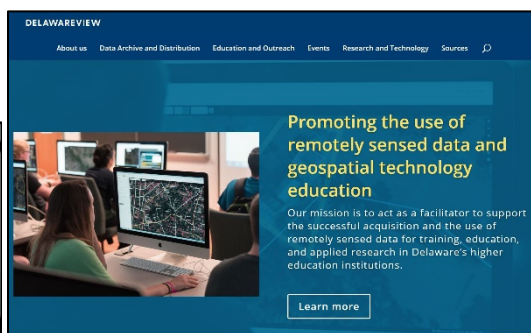 DELAWAREVIEW
About us Data Archive and Distribution Education and Outreach Events Research and Technology Sources
Promoting the use of
remotely sensed data and
geospatial technology
education
Our mission is to act as a facilitator to support
the successful acquisition and the use of
remotely sensed data for training, education,
and applied research in Delaware's higher
education institutions.
Learn more